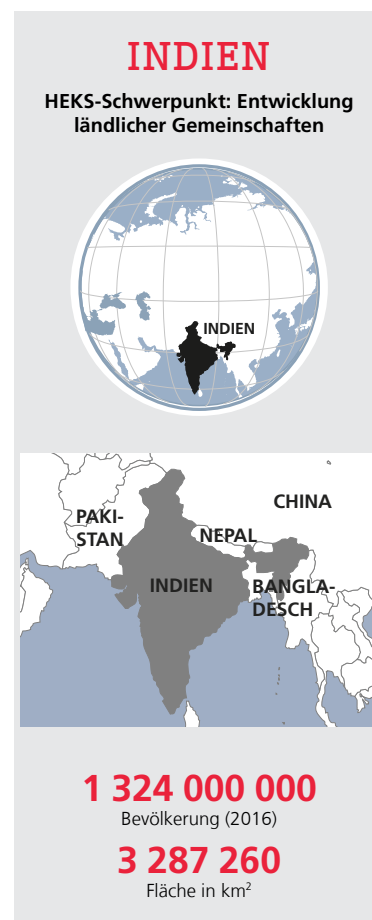 INDIEN
HEKS-Schwerpunkt: Entwicklung
ländlicher Gemeinschaften
INDIEN
CHINA
PAKI-
STAN
NEPAL
INDIEN
BANGLA-
DESCH
1 324 000 000
Bevölkerung (2016)
3 287 260
Fläche in km²